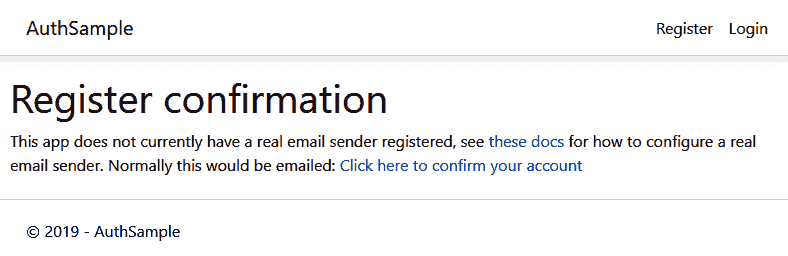 AuthSample
Register Login
Register confirmation
This app does not currently have a real email sender registered, see these docs for how to configure a real
email sender. Normally this would be emailed: Click here to confirm your account
© 2019 - AuthSample